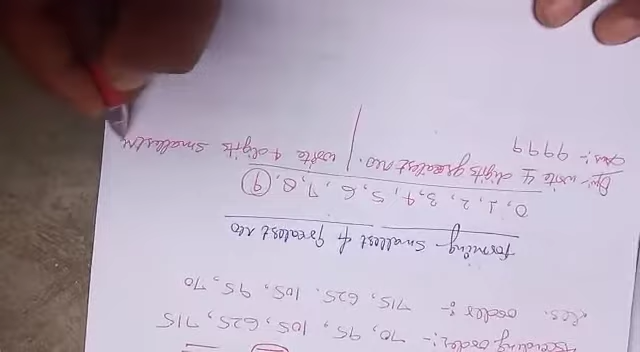 Ascending order:- 70, 95, 105, 625, 715
Des. order:- 715, 625, 105, 95, 70
forming smallest & greatest no
0, 1, 2, 3, 4, 5, 6, 7, 8, 9
Qu:- write 4 digits greatest no. write 4 digits smallest n
Ans:- 9999